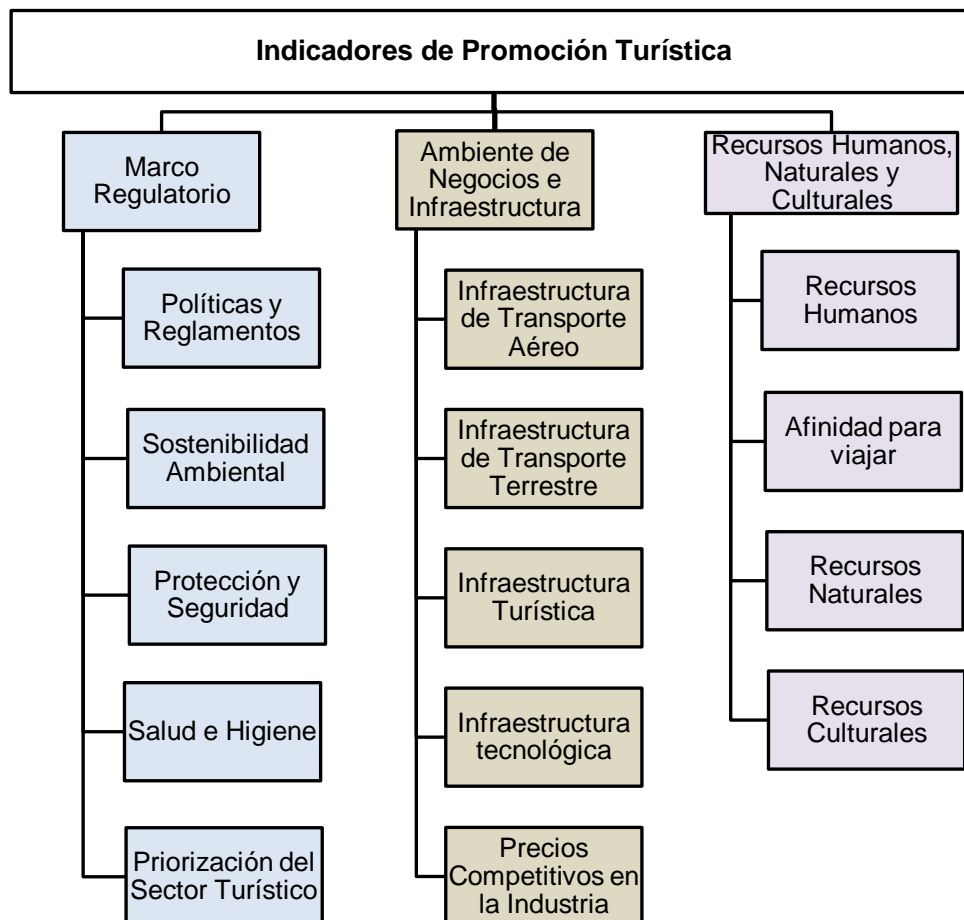 Indicadores de Promoción Turística
Marco
Regulatorio
Políticas y
Reglamentos
Sostenibilidad
Ambiental
Protección y
Seguridad
Salud e Higiene
Priorización del
Sector Turístico
Ambiente de
Negocios e
Infraestructura
Infraestructura
de Transporte
Aéreo
Infraestructura
de Transporte
Terrestre
Infraestructura
Turística
Infraestructura
tecnológica
Precios
Competitivos en
la Industria
Recursos Humanos,
Naturales y
Culturales
Recursos
Humanos
Afinidad para
viajar
Recursos
Naturales
Recursos
Culturales